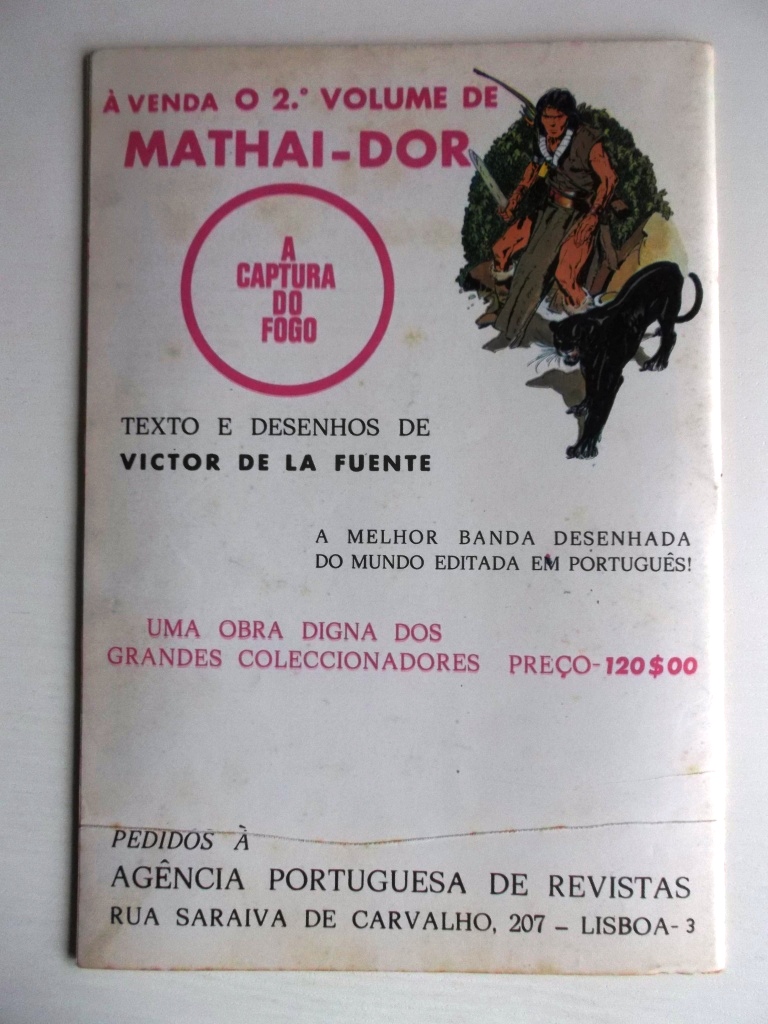 À VENDA O 2.º VOLUME DE
MATHAI-DOR
A
CAPTURA
DO
FOGO
TEXTO E DESENHOS DE
VICTOR DE LA FUENTE
A MELHOR BANDA DESENHADA
DO MUNDO EDITADA EM PORTUGUÊS!
UMA OBRA DIGNA DOS
GRANDES COLECCIONADORES PREÇO-120$00
PEDIDOS À
AGÊNCIA PORTUGUESA DE REVISTAS
RUA SARAIVA DE CARVALHO, 207 – LISBOA-3